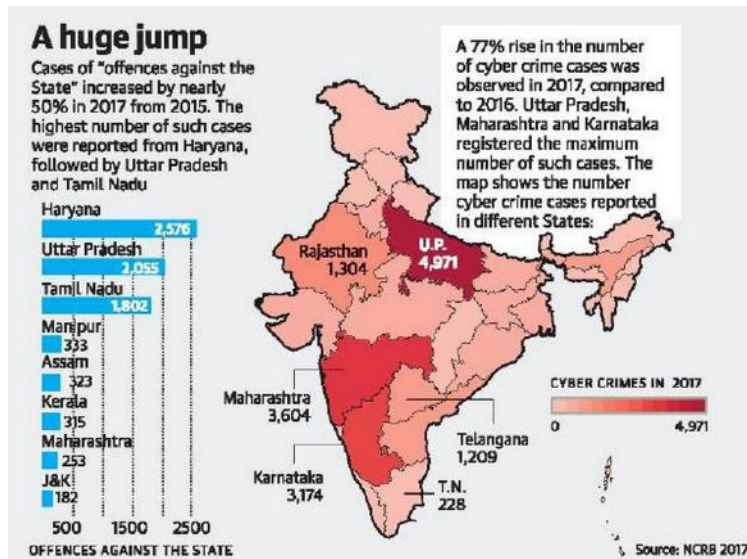 A huge jump
Cases of "offences against the
State" increased by nearly
50% in 2017 from 2015. The
highest number of such cases
were reported from Haryana,
followed by Uttar Pradesh
and Tamil Nadu
Haryana
2,576
Uttar Pradesh
2,055
Tamil Nadu
1,802
Manipur
333
Assam
323
Kerala
315
Maharashtra
253
J&K
182
500 1500 2500
OFFENCES AGAINST THE STATE
A 77% rise in the number
of cyber crime cases was
observed in 2017, compared
to 2016. Uttar Pradesh,
Maharashtra and Karnataka
registered the maximum
number of such cases. The
map shows the number
cyber crime cases reported
in different States:
Rajasthan
1,304
U.P.
4,971
Maharashtra
3,604
Karnataka
3,174
Telangana
1,209
T.N.
228
CYBER CRIMES IN 2017
0 4,971
Source: NCRB 2017